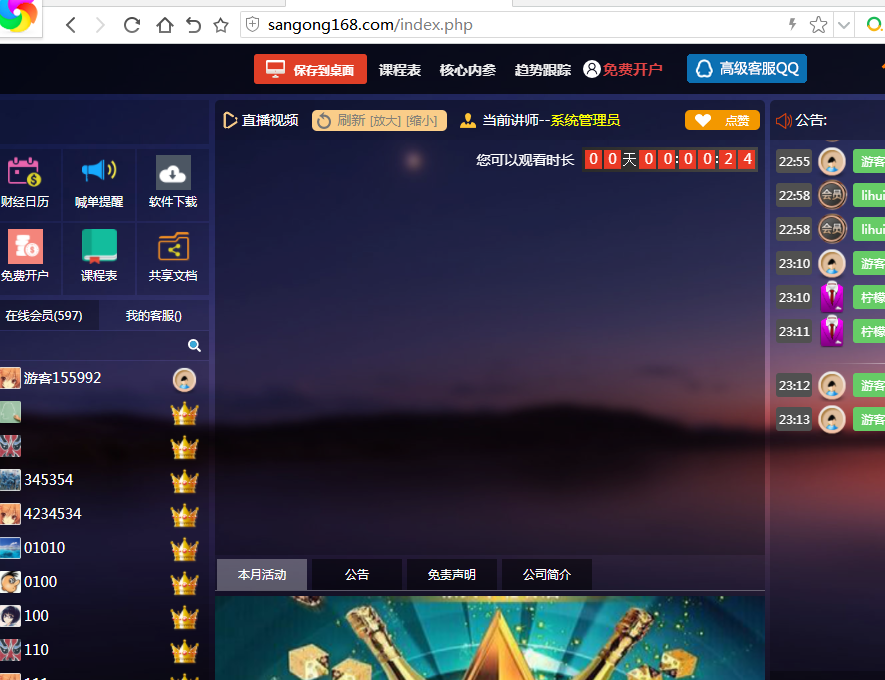 sangong168.com/index.php
保存到桌面 课程表 核心内参 趋势跟踪 免费开户 高级客服QQ
直播视频 刷新 [放大] [缩小] 当前讲师--系统管理员 点赞
公告:
您可以观看时长 00天00:00:24
财经日历 喊单提醒 软件下载
免费开户 课程表 共享文档
在线会员(597) 我的客服()
游客155992
345354
4234534
01010
0100
100
110
22:55 游客
22:58 会员 lihui
22:58 会员 lihui
23:10 游客
23:10 柠檬
23:11 柠檬
23:12 游客
23:13 游客
本月活动 公告 免责声明 公司简介